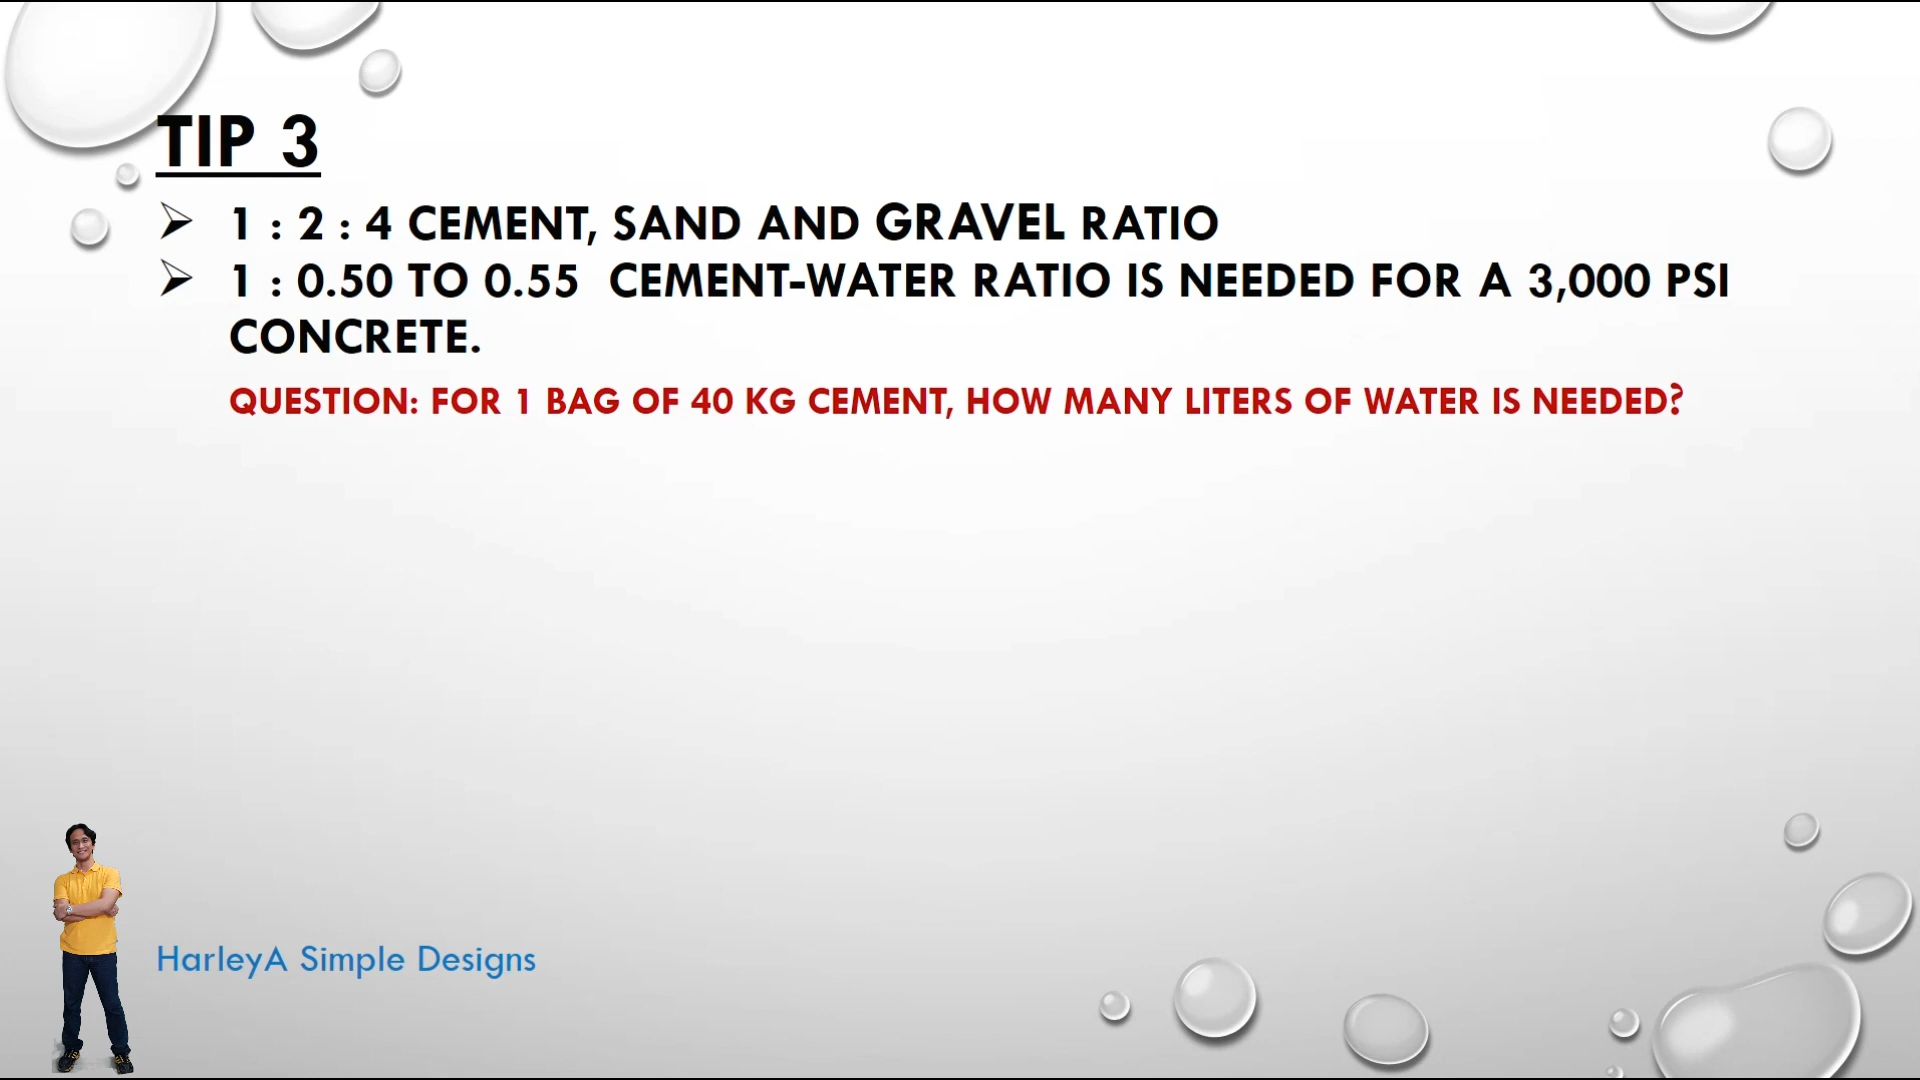 TIP 3
1 : 2 : 4 CEMENT, SAND AND GRAVEL RATIO
1 : 0.50 TO 0.55 CEMENT-WATER RATIO IS NEEDED FOR A 3,000 PSI
CONCRETE.
QUESTION: FOR 1 BAG OF 40 KG CEMENT, HOW MANY LITERS OF WATER IS NEEDED?
HarleyA Simple Designs